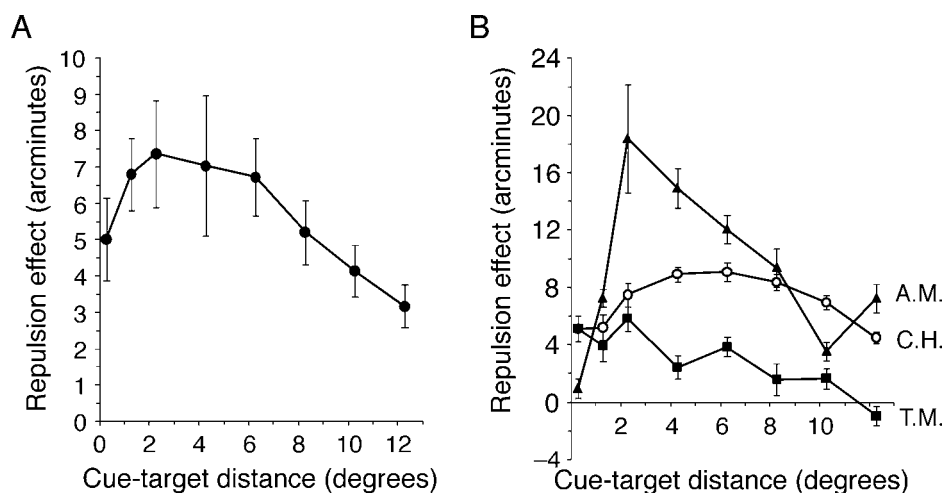 A
10
9
8
7
6
5
4
3
2
1
0
Repulsion effect (arcminutes)
0 2 4 6 8 10 12
Cue-target distance (degrees)
B
24
20
16
12
8
4
0
−4
Repulsion effect (arcminutes)
2 4 6 8 10
A.M.
C.H.
T.M.
Cue-target distance (degrees)